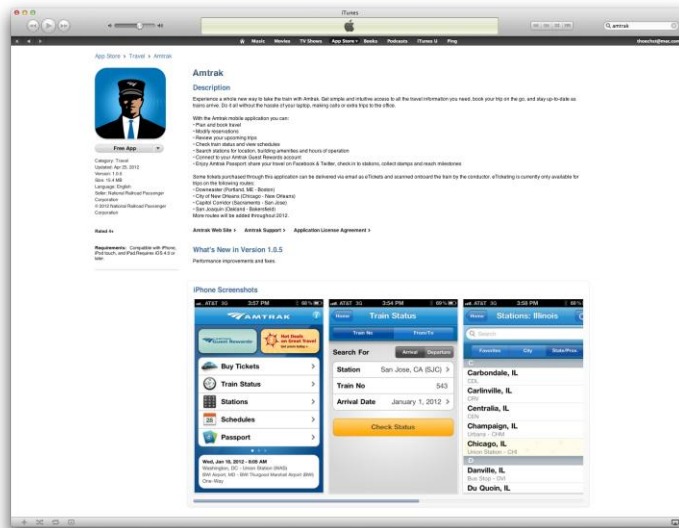 iTunes
amtrak
Music Movies TV Shows App Store Books Podcasts iTunes U Ping
App Store > Travel > Amtrak
Amtrak
Description
Experience a whole new way to take the train with Amtrak. Get simple and intuitive access to all the travel information you need, book your trip on the go, and stay up-to-date as
trains arrive. Do it all without the hassle of your laptop, making calls or extra trips to the office.
With the Amtrak mobile application you can:
• Plan and book travel
• Modify reservations
• Review your upcoming trips
• Check train status and view schedules
• Search stations for location, building amenities and hours of operation
• Connect to your Amtrak Guest Rewards account
• Enjoy Amtrak Passport share your travel on Facebook & Twitter, check-in to stations, collect stamps and reach milestones
Some tickets purchased through this application can be delivered via email as eTickets and scanned onboard the train by the conductor. eTicketing is currently only available for
trips on the following routes:
• Downeaster (Portland, ME - Boston)
• City of New Orleans (Chicago - New Orleans)
• Capitol Corridor (Sacramento - San Jose)
• San Joaquin (Oakland - Bakersfield)
More routes will be added throughout 2012.
Amtrak Web Site > Amtrak Support > Application License Agreement >
What's New in Version 1.0.5
Performance improvements and fixes.
Free App
Category: Travel
Updated: Apr 25, 2012
Version: 1.0.5
Language: English
Seller: National Railroad Passenger
Corporation
© 2012 National Railroad Passenger
Corporation
Rated 4+
Requirements: Compatible with iPhone,
iPod touch, and iPad. Requires iOS 4.0 or
later.
iPhone Screenshots
AT&T 3G 3:57 PM 68%
AMTRAK
Guest Rewards
Hot Deals
on Great Travel
Buy Tickets
Train Status
Stations
Schedules
Passport
Wed, Jan 18, 2012
Washington, DC - Union Station (WAS)
BWI Airport, MD - BWI Thurgood Marshall Airport (BWI)
One-Way
AT&T 3G 3:54 PM 69%
Home Train Status
Train No From/To
Search For Arrival Departure
Station San Jose, CA (SJC) >
Train No 543
Arrival Date January 1, 2012 >
Check Status
AT&T 3G 3:58 PM 68%
Home Stations: Illinois
Search
Favorites City State/Prov.
C
Carbondale, IL
CDL
Carlinville, IL
CRV
Centralia, IL
CEN
Champaign, IL
Urbana - CHM
Chicago, IL
Union Station - CHI
D
Danville, IL
Bus Stop - DVI
Du Quoin, IL